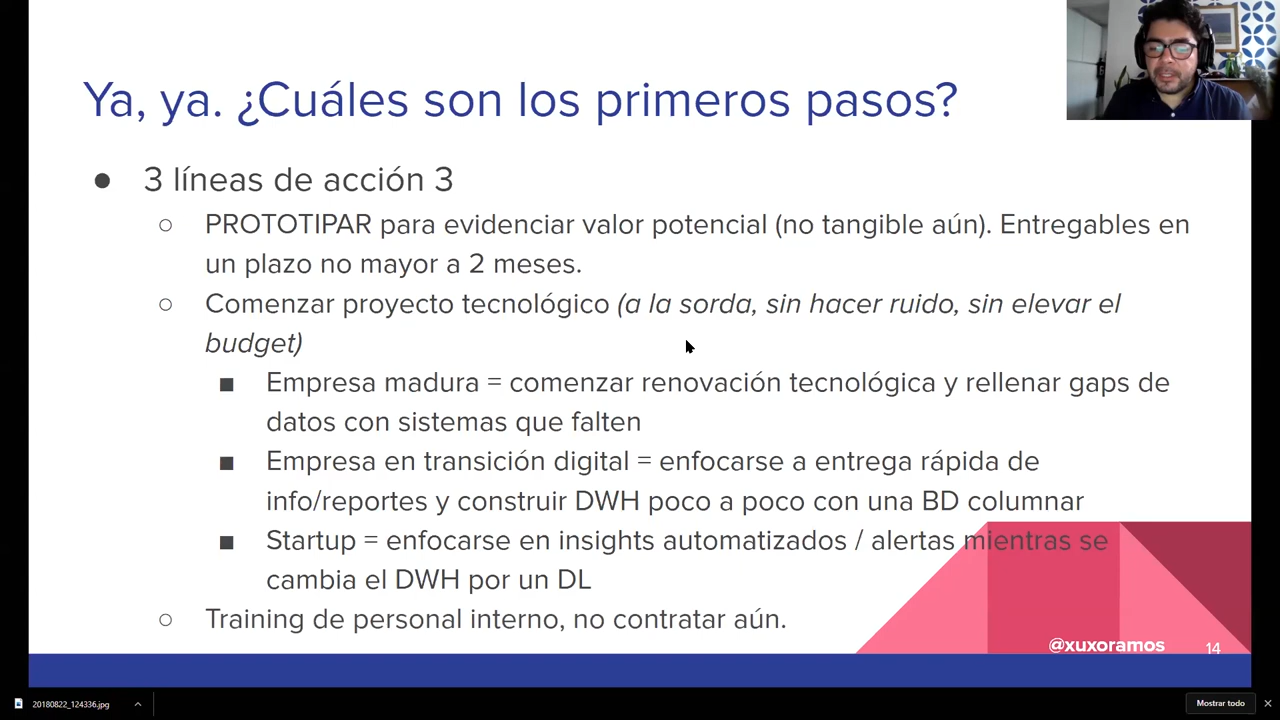 Ya, ya. ¿Cuáles son los primeros pasos?
● 3 líneas de acción 3
○ PROTOTIPAR para evidenciar valor potencial (no tangible aún). Entregables en
un plazo no mayor a 2 meses.
○ Comenzar proyecto tecnológico (a la sorda, sin hacer ruido, sin elevar el
budget)
■ Empresa madura = comenzar renovación tecnológica y rellenar gaps de
datos con sistemas que falten
■ Empresa en transición digital = enfocarse a entrega rápida de
info/reportes y construir DWH poco a poco con una BD columnar
■ Startup = enfocarse en insights automatizados / alertas mientras se
cambia el DWH por un DL
○ Training de personal interno, no contratar aún.
@xuxoramos 14
20180822_124336.jpg
Mostrar todo